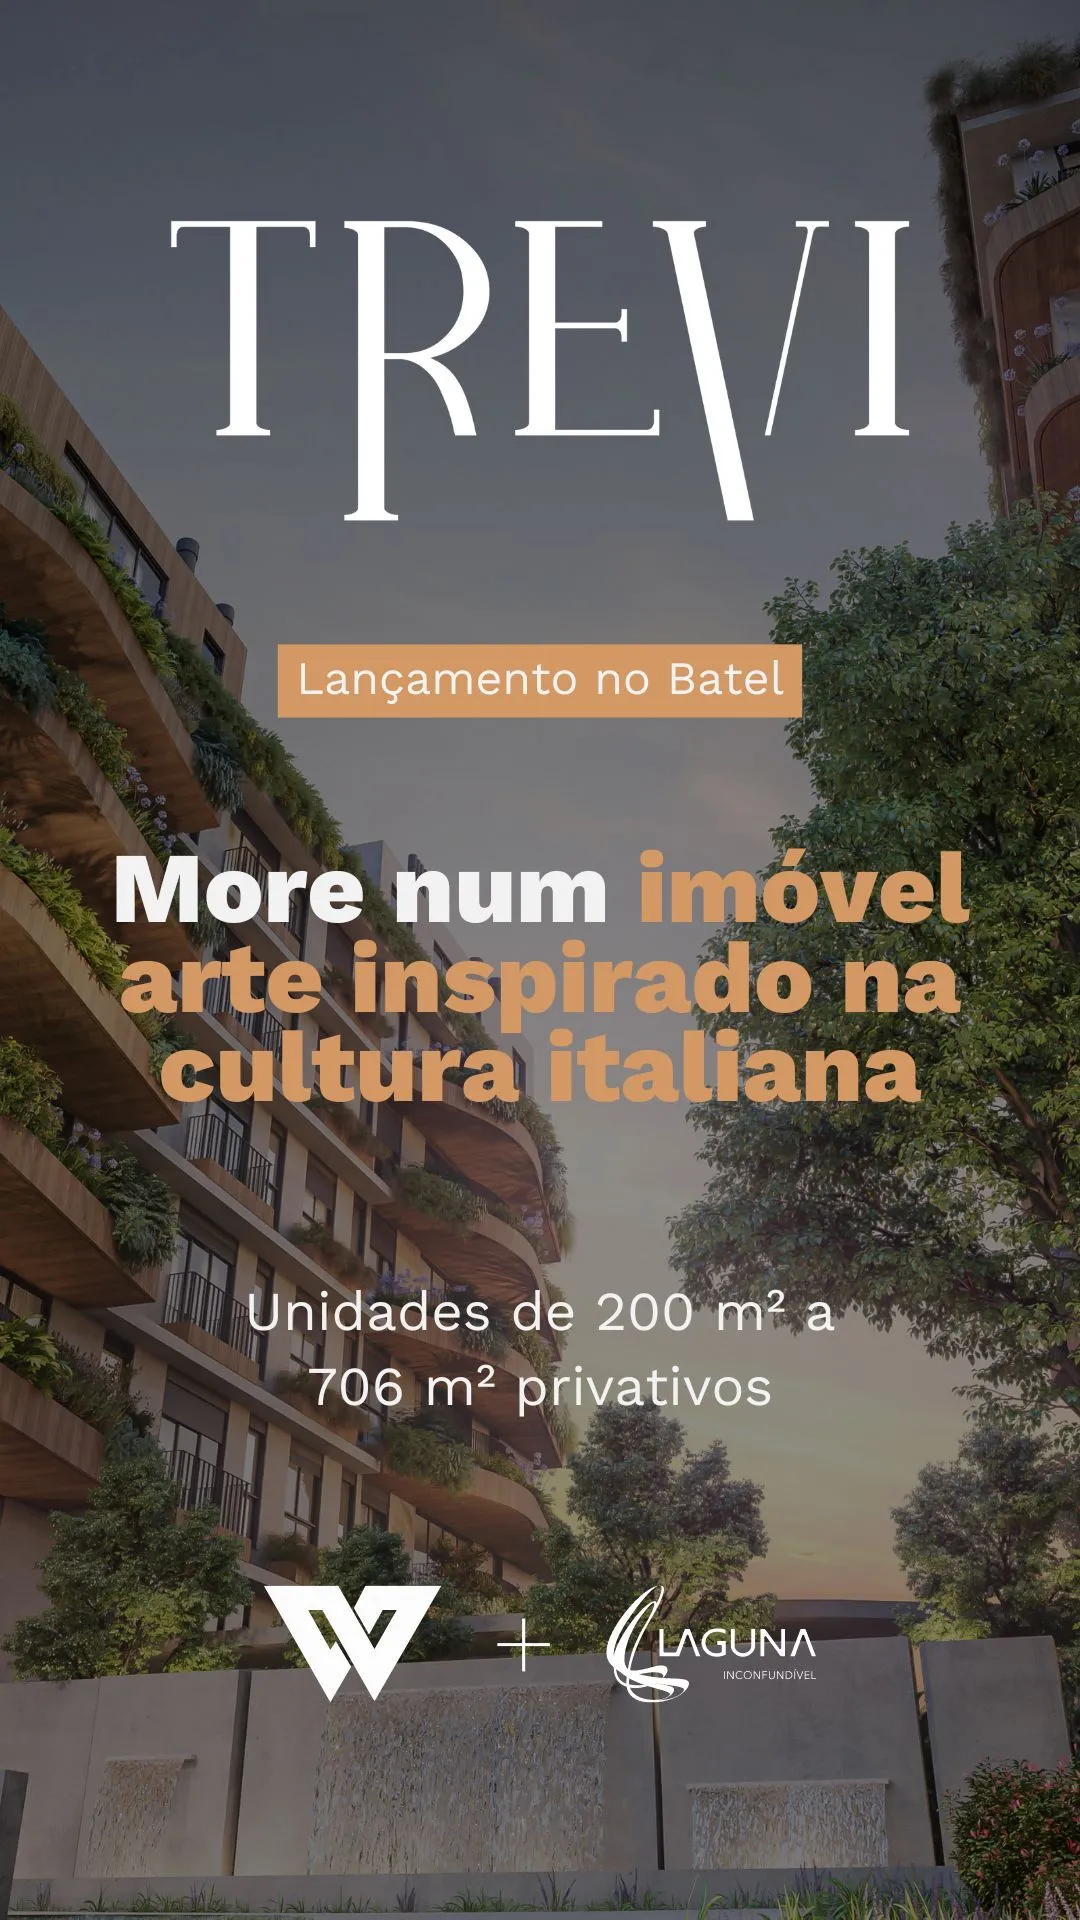 TREVI
Lançamento no Batel
More num imóvel
arte inspirado na
cultura italiana
Unidades de 200 m² a
706 m² privativos
W + LAGUNA
INCONFUNDÍVEL